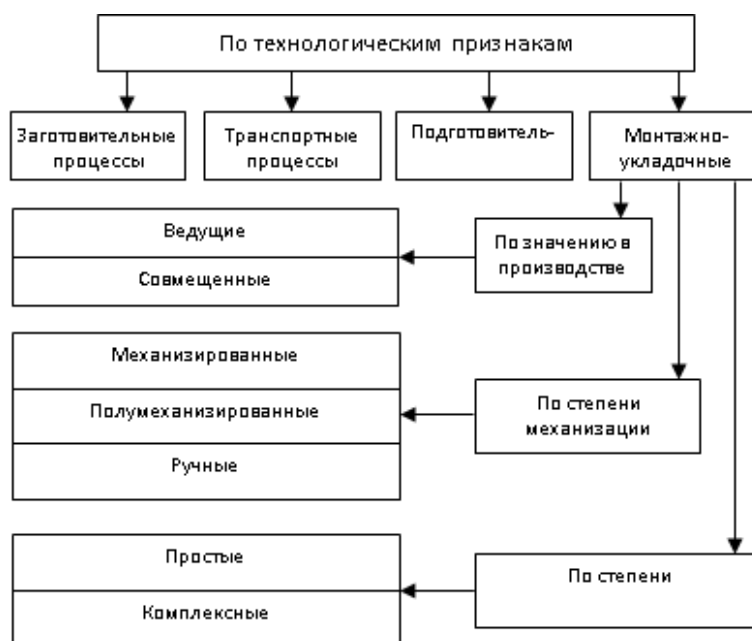 По технологическим признакам
Заготовительные
процессы
Транспортные
процессы
Подготовитель-
Монтажно-
укладочные
Ведущие
Совмещенные
По значению в
производстве
Механизированные
Полумеханизированные
Ручные
По степени
механизации
Простые
Комплексные
По степени